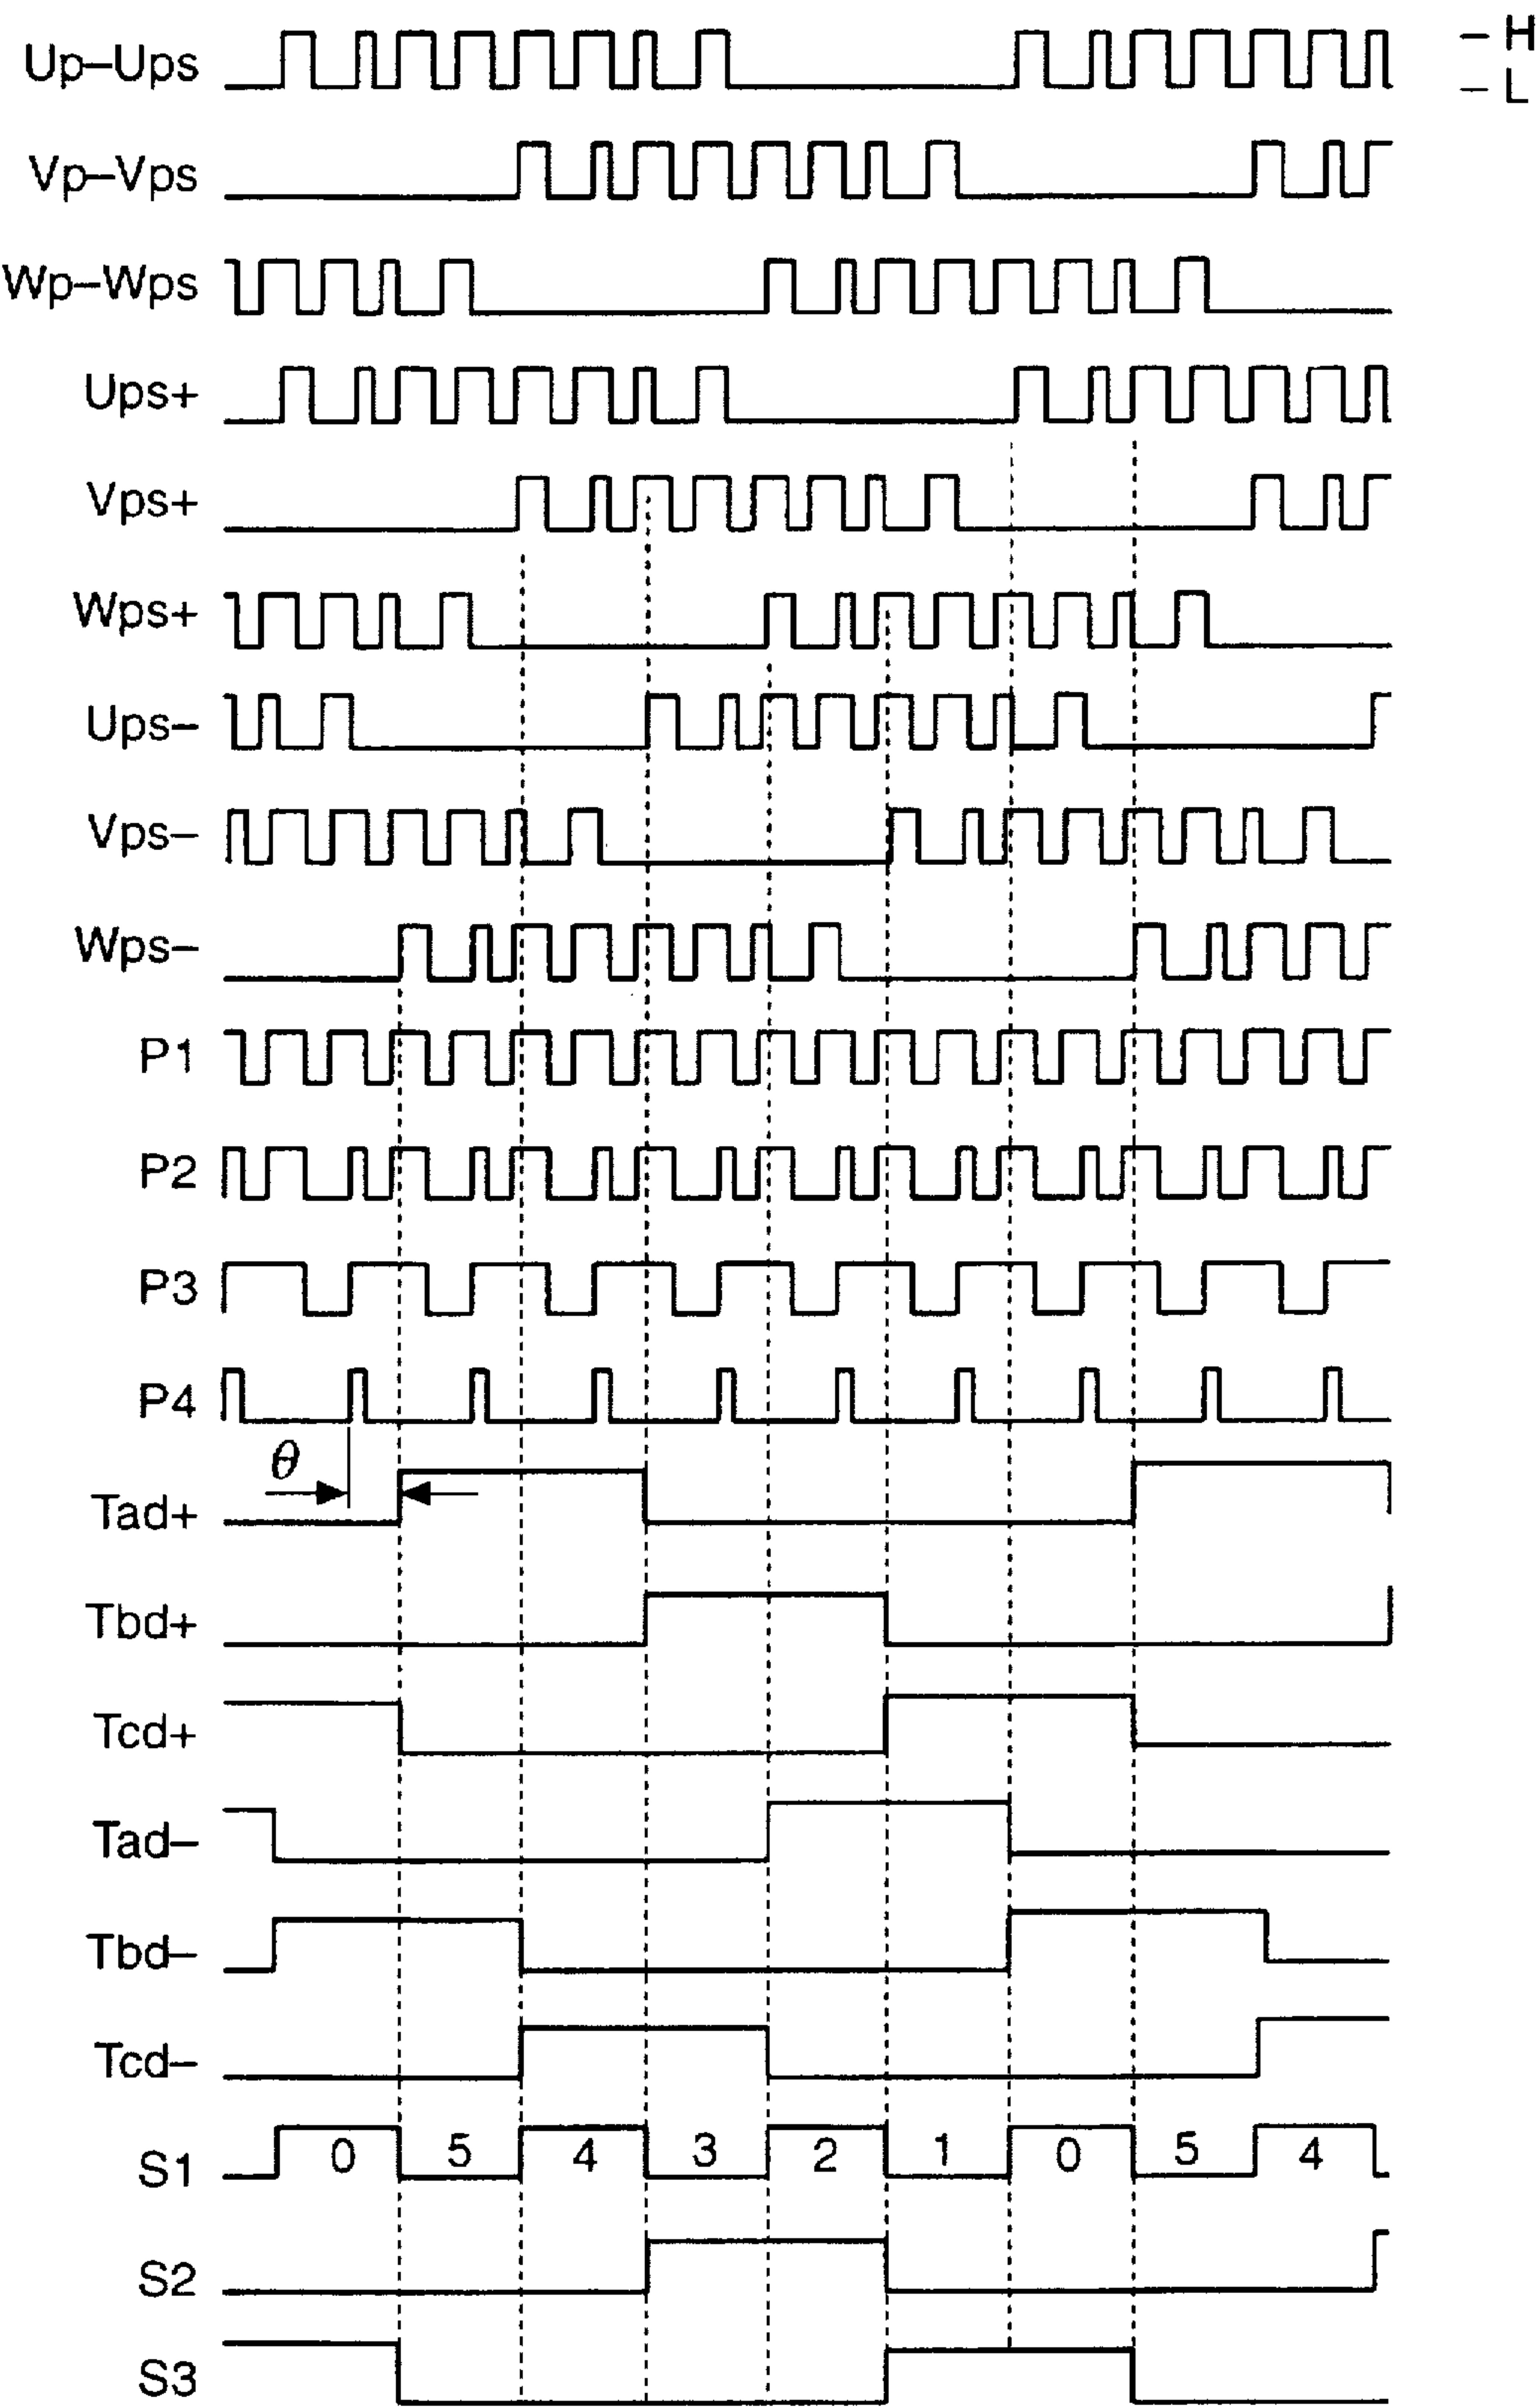 Up–Ups
– H
– L
Vp–Vps
Wp–Wps
Ups+
Vps+
Wps+
Ups–
Vps–
Wps–
P1
P2
P3
P4
θ
Tad+
Tbd+
Tcd+
Tad–
Tbd–
Tcd–
S1 0 5 4 3 2 1 0 5 4
S2
S3